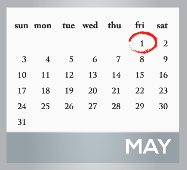 sun mon tue wed thu fri sat
1 2
3 4 5 6 7 8 9
10 11 12 13 14 15 16
17 18 19 20 21 22 23
24 25 26 27 28 29 30
31
MAY